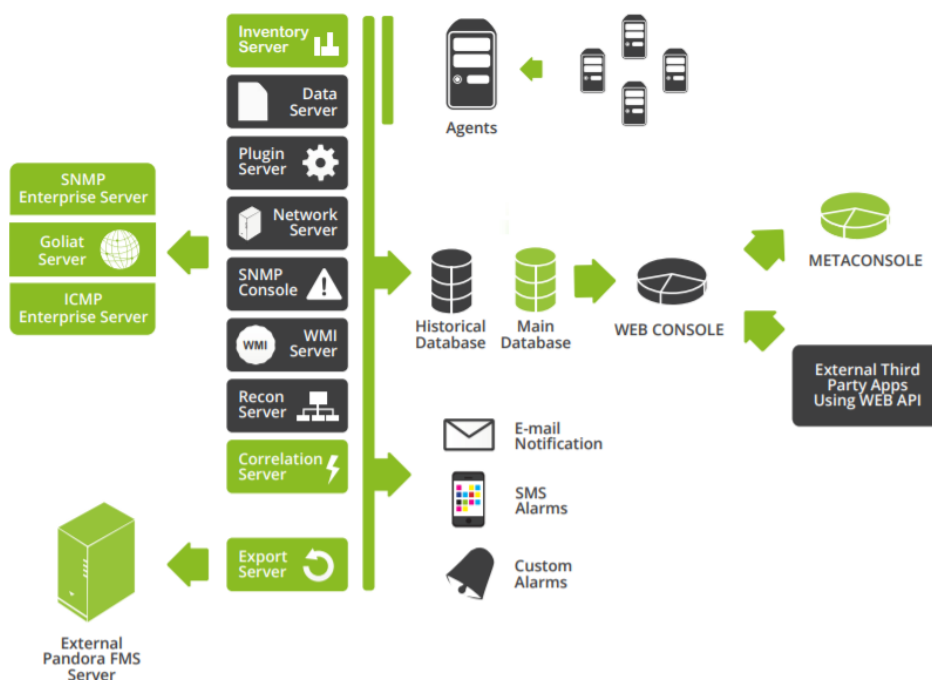 Inventory
Server
Data
Server
Plugin
Server
Network
Server
SNMP
Console
WMI
WMI
Server
Recon
Server
Correlation
Server
Export
Server
SNMP
Enterprise Server
Goliat
Server
ICMP
Enterprise Server
External
Pandora FMS
Server
Agents
Historical
Database
Main
Database
WEB CONSOLE
METACONSOLE
External Third
Party Apps
Using WEB API
E-mail
Notification
SMS
Alarms
Custom
Alarms